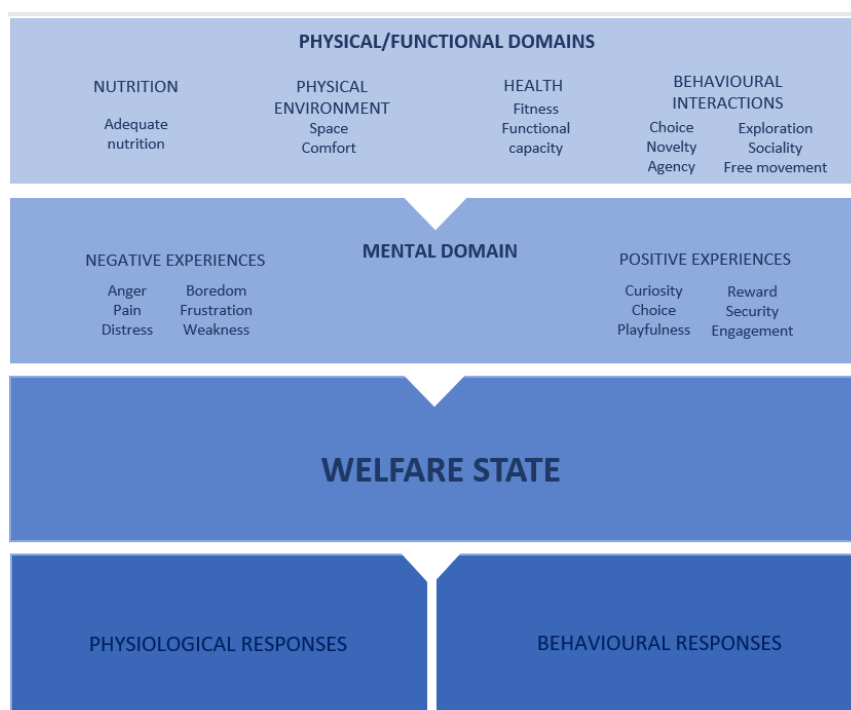 PHYSICAL/FUNCTIONAL DOMAINS
NUTRITION
Adequate
nutrition
PHYSICAL
ENVIRONMENT
Space
Comfort
HEALTH
Fitness
Functional
capacity
BEHAVIOURAL
INTERACTIONS
Choice
Novelty
Agency
Exploration
Sociality
Free movement
MENTAL DOMAIN
NEGATIVE EXPERIENCES
Anger
Pain
Distress
Boredom
Frustration
Weakness
POSITIVE EXPERIENCES
Curiosity
Choice
Playfulness
Reward
Security
Engagement
WELFARE STATE
PHYSIOLOGICAL RESPONSES
BEHAVIOURAL RESPONSES